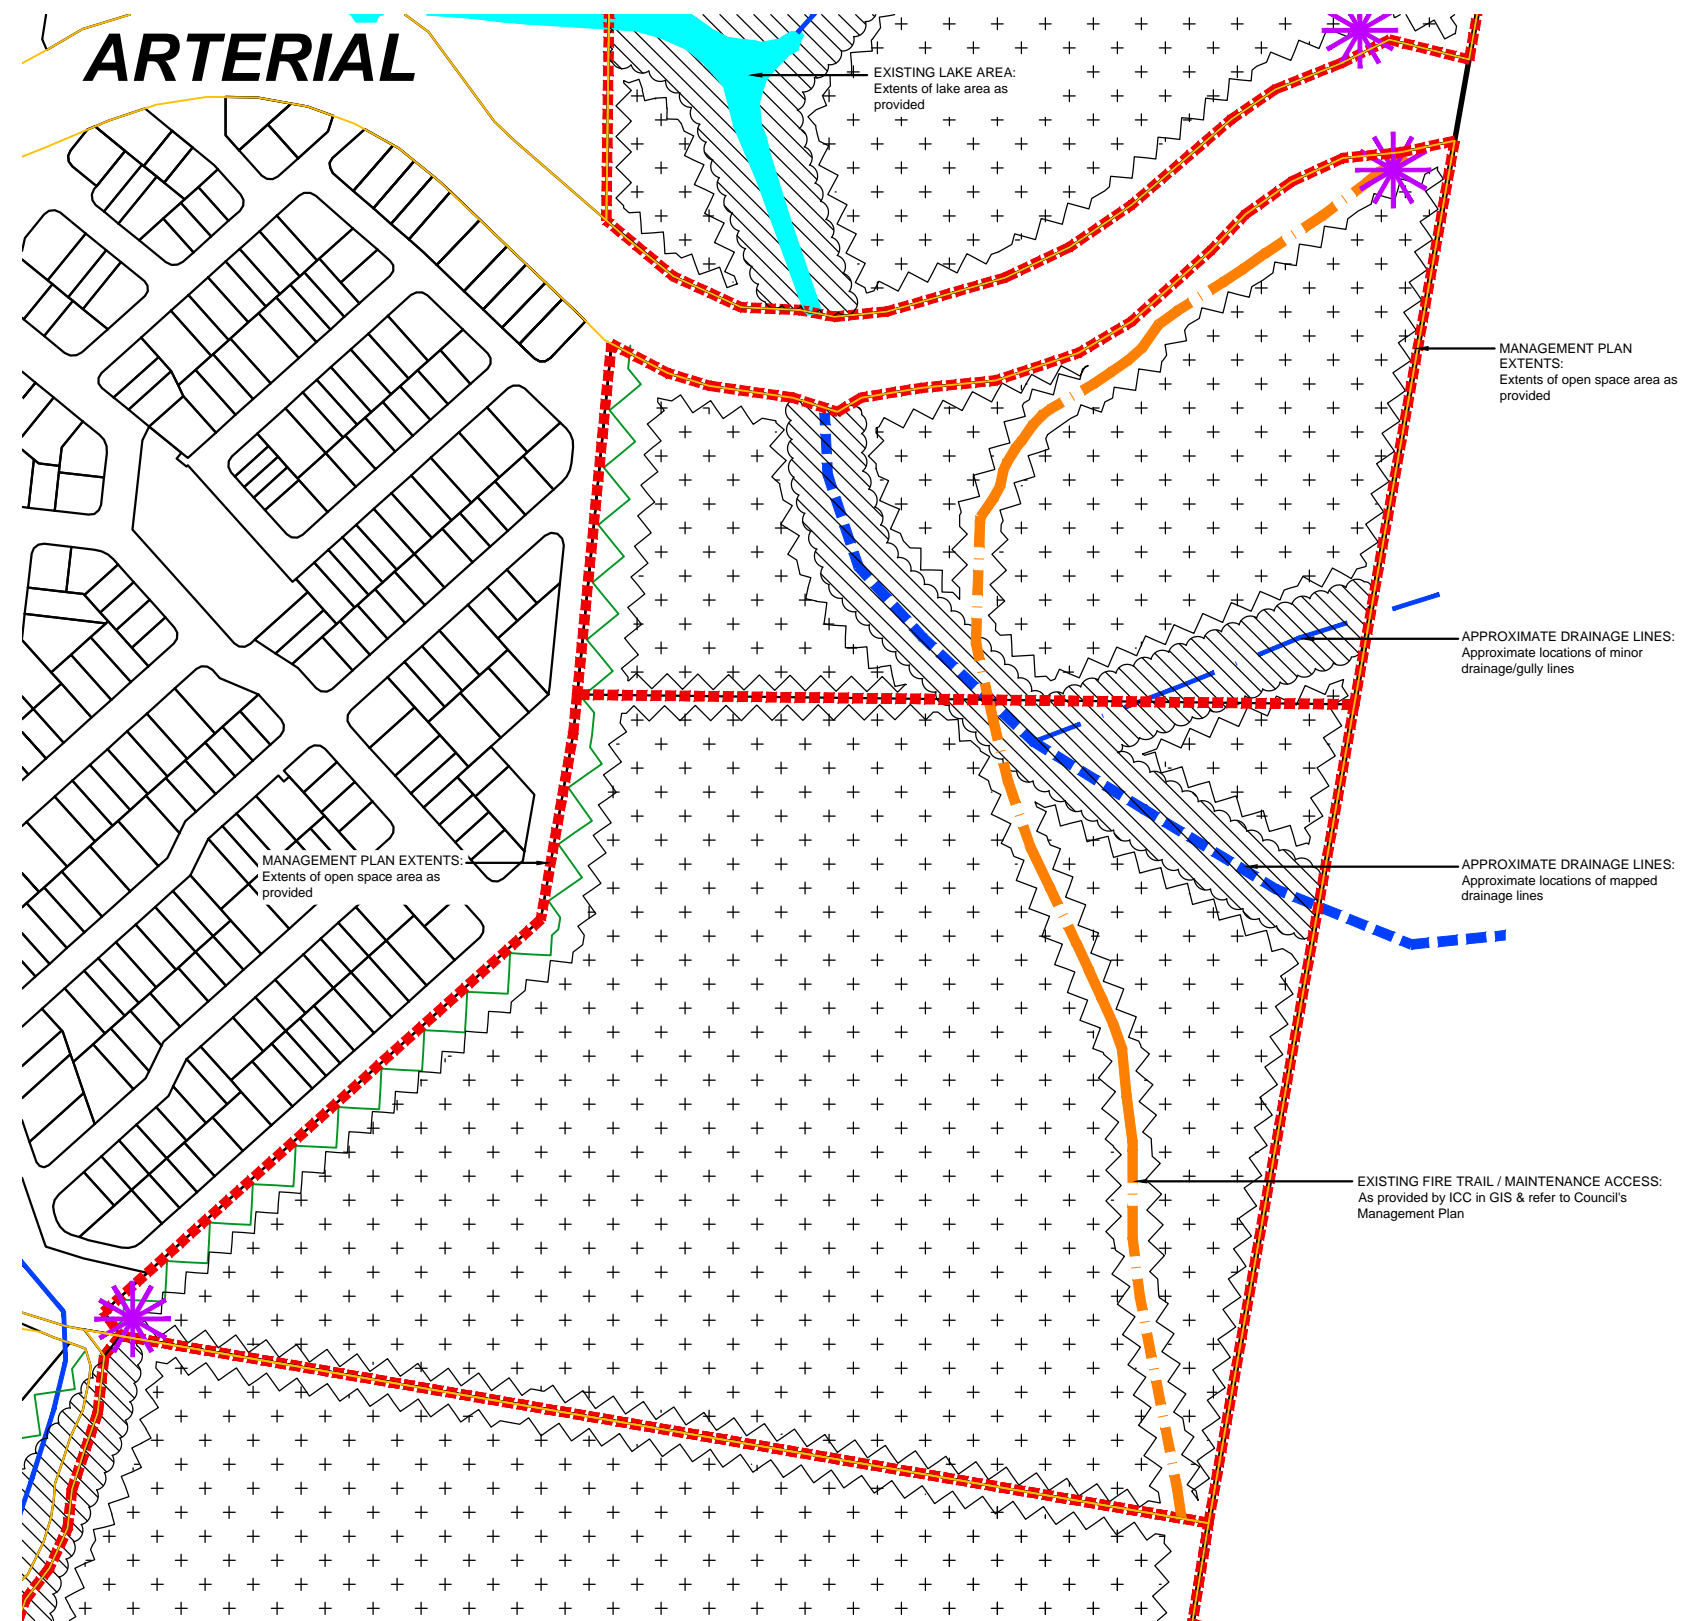 ARTERIAL
EXISTING LAKE AREA:
Extents of lake area as
provided
MANAGEMENT PLAN
EXTENTS:
Extents of open space area as
provided
APPROXIMATE DRAINAGE LINES:
Approximate locations of minor
drainage/gully lines
MANAGEMENT PLAN EXTENTS:
Extents of open space area as
provided
APPROXIMATE DRAINAGE LINES:
Approximate locations of mapped
drainage lines
EXISTING FIRE TRAIL / MAINTENANCE ACCESS:
As provided by ICC in GIS & refer to Council's
Management Plan